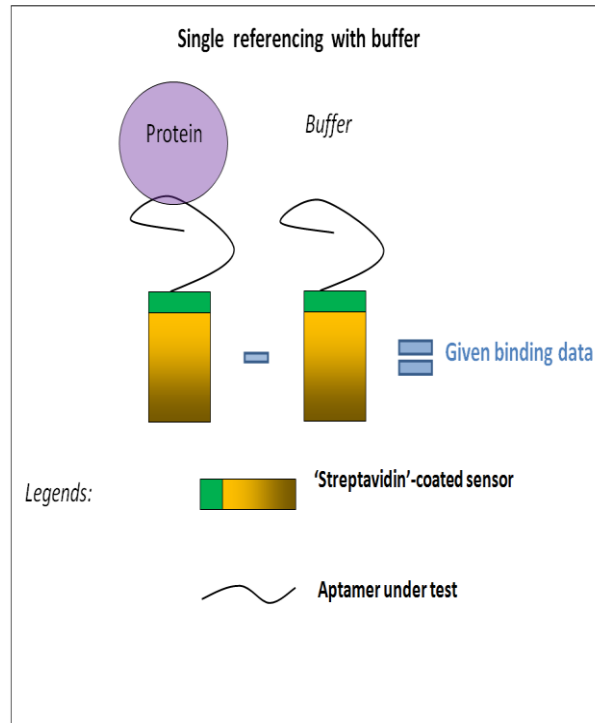 Single referencing with buffer
Protein
Buffer
Given binding data
Legends:
'Streptavidin'-coated sensor
Aptamer under test